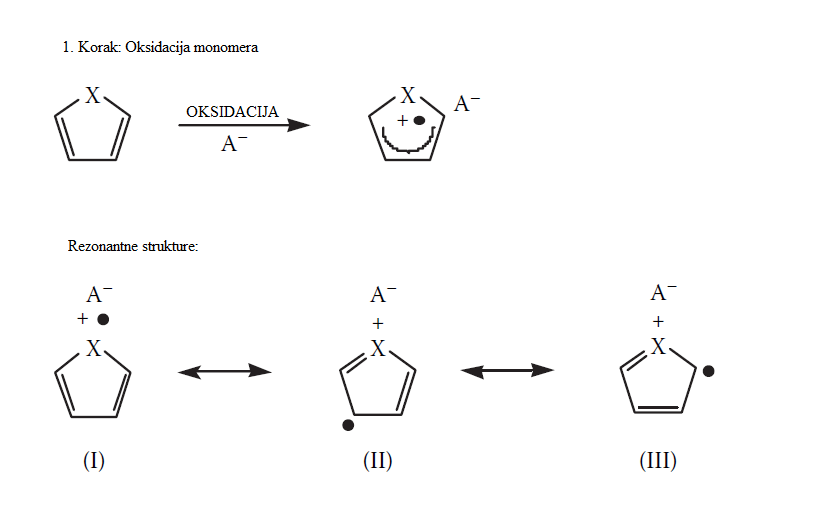 1. Korak: Oksidacija monomera
X
OKSIDACIJA
A⁻
X
+
A⁻
Rezonantne strukture:
A⁻
+
X
(I)
A⁻
+
X
(II)
A⁻
+
X
(III)